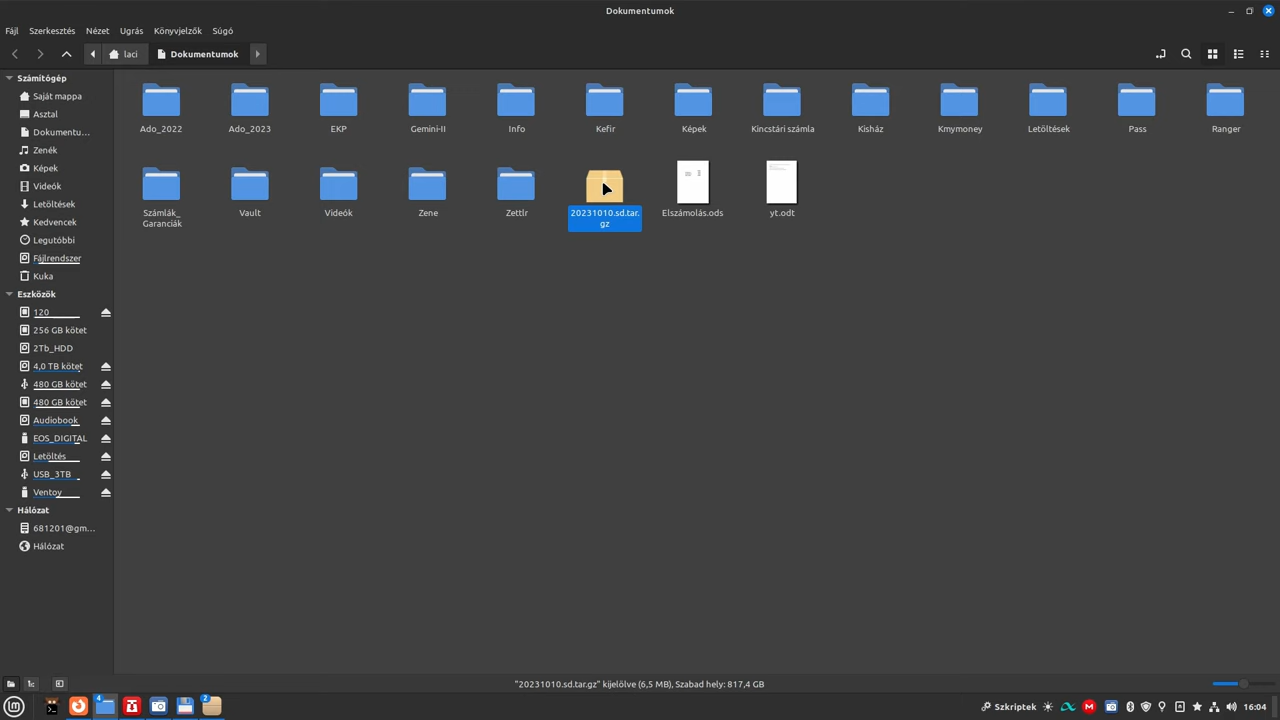 Dokumentumok
Fájl Szerkesztés Nézet Ugrás Könyvjelzők Súgó
laci Dokumentumok
Számítógép
Saját mappa
Asztal
Dokumentu...
Zenék
Képek
Videók
Letöltések
Kedvencek
Legutóbbi
Fájlrendszer
Kuka
Eszközök
120
256 GB kötet
2Tb_HDD
4,0 TB kötet
480 GB kötet
480 GB kötet
Audiobook
EOS_DIGITAL
Letöltés
USB_3TB
Ventoy
Hálózat
681201@gm...
Hálózat
Ado_2022 Ado_2023 EKP Gemini-II Info Kefir Képek Kincstári számla Kisház Kmymoney Letöltések Pass Ranger
Számlák_
Garanciák
Vault Videók Zene Zettlr
20231010.sd.tar.
gz
Elszámolás.ods yt.odt
"20231010.sd.tar.gz" kijelölve (6,5 MB), Szabad hely: 817,4 GB
4 2 Szkriptek 16:04